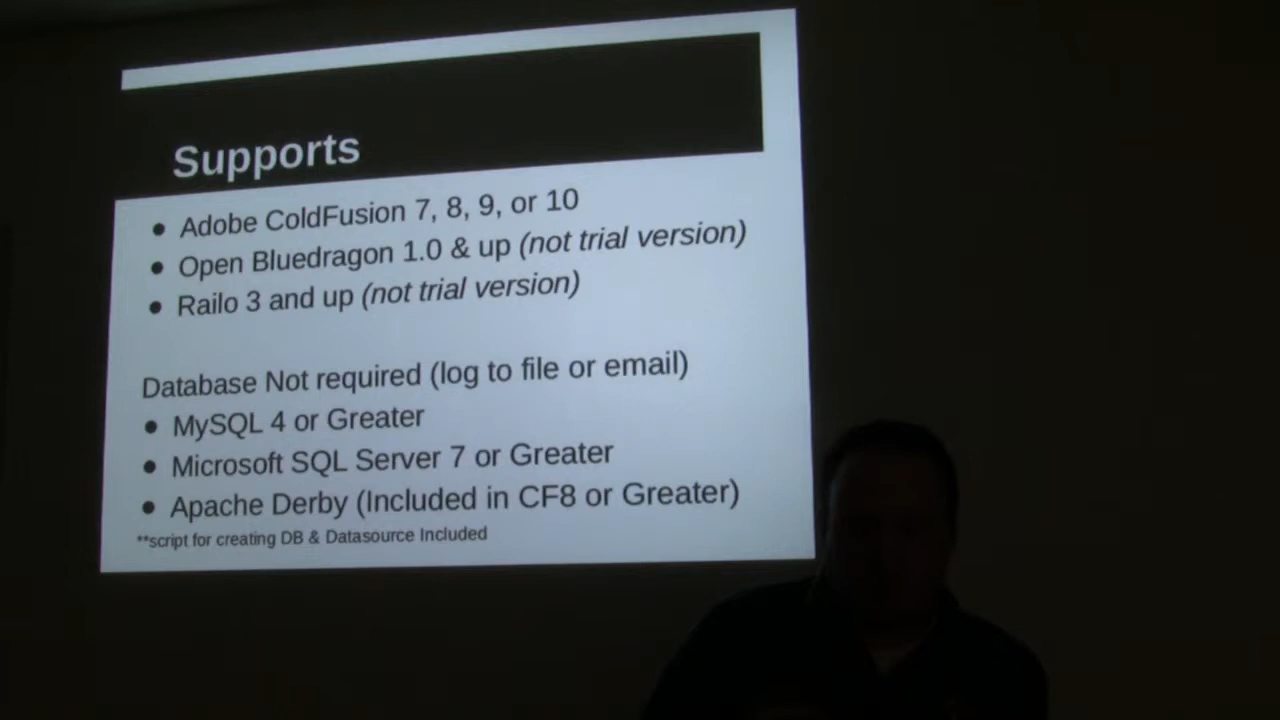 Supports
● Adobe ColdFusion 7, 8, 9, or 10
● Open Bluedragon 1.0 & up (not trial version)
● Railo 3 and up (not trial version)
Database Not required (log to file or email)
● MySQL 4 or Greater
● Microsoft SQL Server 7 or Greater
● Apache Derby (Included in CF8 or Greater)
**script for creating DB & Datasource Included